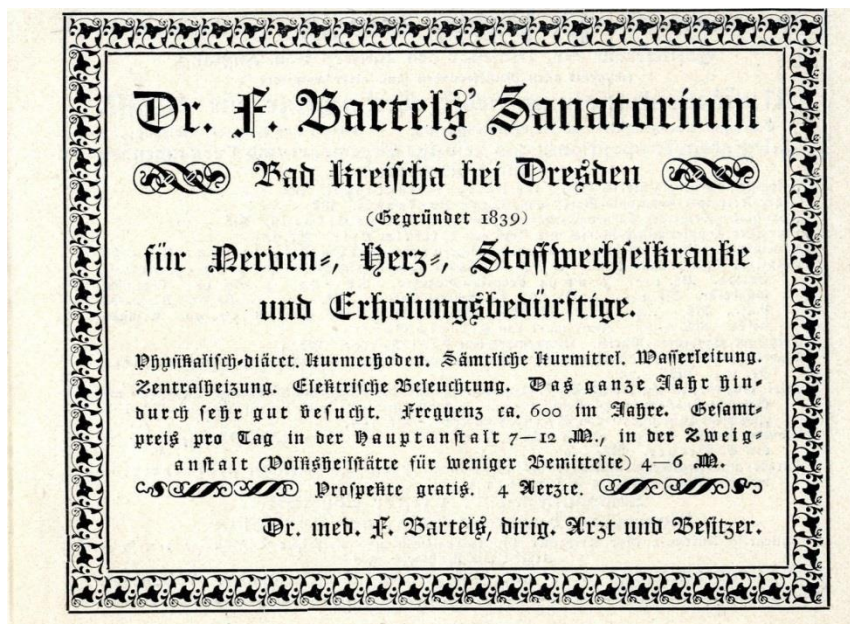 Dr. F. Bartels' Sanatorium
Bad Kreischa bei Dresden
(Gegründet 1839)
für Nerven-, Herz-, Stoffwechselkranke
und Erholungsbedürftige.
Physikalisch-diätet. Kurmethoden. Sämtliche Kurmittel. Wasserleitung.
Zentralheizung. Elektrische Beleuchtung. Das ganze Jahr hin-
durch sehr gut besucht. Frequenz ca. 600 im Jahre. Gesamt-
preis pro Tag in der Hauptanstalt 7—12 M., in der Zweig-
anstalt (Volksheilstätte für weniger Bemittelte) 4—6 M.
Prospekte gratis. 4 Aerzte.
Dr. med. F. Bartels, dirig. Arzt und Besitzer.